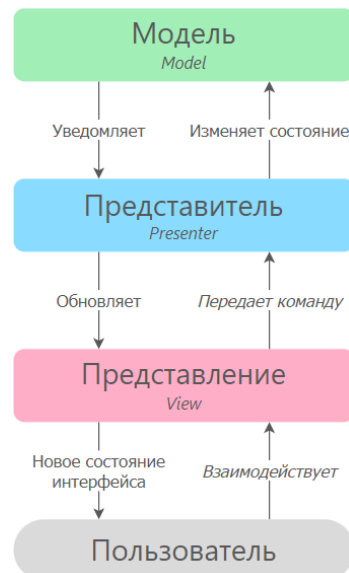 Модель
Model
Уведомляет
Изменяет состояние
Представитель
Presenter
Обновляет
Передает команду
Представление
View
Новое состояние
интерфейса
Взаимодействует
Пользователь